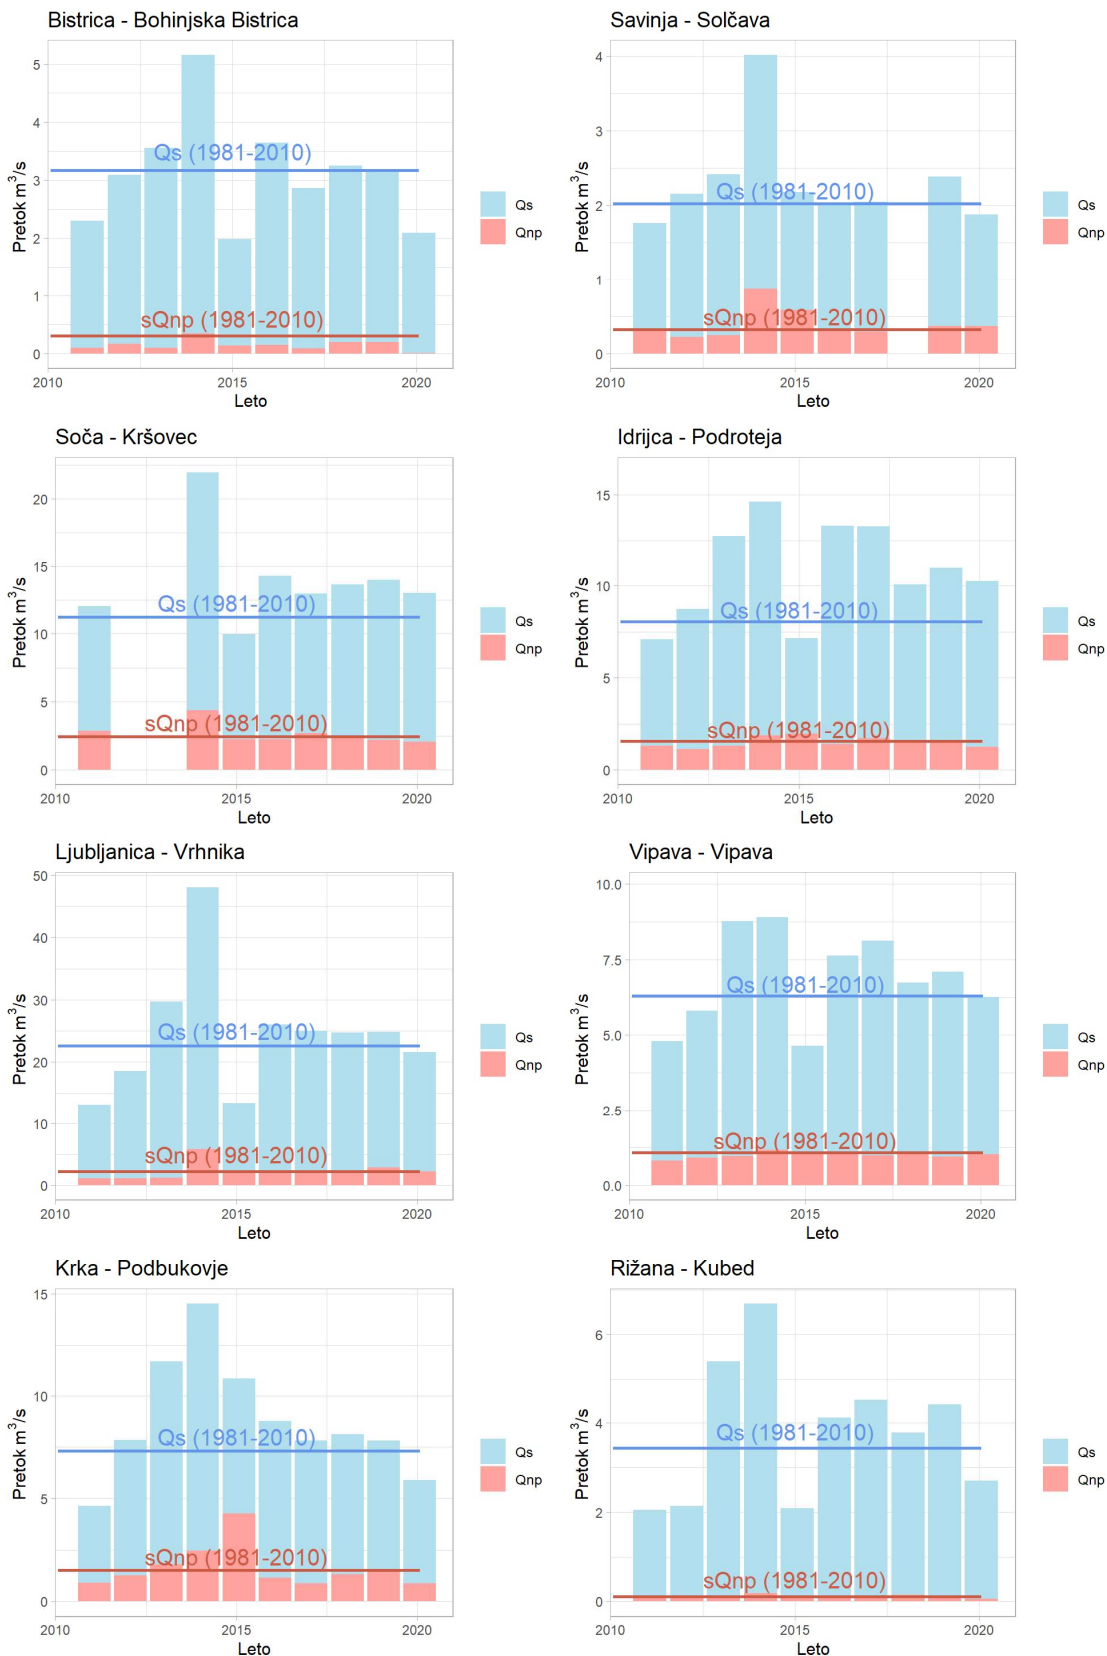 Bistrica - Bohinjska Bistrica
5
4
3
2
1
0
Pretok m³/s
Qs (1981-2010)
sQnp (1981-2010)
2010 2015 2020
Leto
Qs
Qnp
Savinja - Solčava
4
3
2
1
0
Pretok m³/s
Qs (1981-2010)
sQnp (1981-2010)
2010 2015 2020
Leto
Qs
Qnp
Soča - Kršovec
20
15
10
5
0
Pretok m³/s
Qs (1981-2010)
sQnp (1981-2010)
2010 2015 2020
Leto
Qs
Qnp
Idrijca - Podroteja
15
10
5
0
Pretok m³/s
Qs (1981-2010)
sQnp (1981-2010)
2010 2015 2020
Leto
Qs
Qnp
Ljubljanica - Vrhnika
50
40
30
20
10
0
Pretok m³/s
Qs (1981-2010)
sQnp (1981-2010)
2010 2015 2020
Leto
Qs
Qnp
Vipava - Vipava
10.0
7.5
5.0
2.5
0.0
Pretok m³/s
Qs (1981-2010)
sQnp (1981-2010)
2010 2015 2020
Leto
Qs
Qnp
Krka - Podbukovje
15
10
5
0
Pretok m³/s
Qs (1981-2010)
sQnp (1981-2010)
2010 2015 2020
Leto
Qs
Qnp
Rižana - Kubed
6
4
2
0
Pretok m³/s
Qs (1981-2010)
sQnp (1981-2010)
2010 2015 2020
Leto
Qs
Qnp